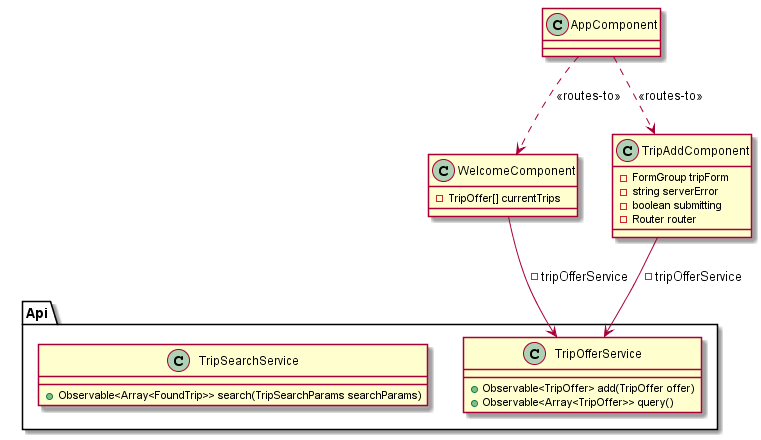 C AppComponent
«routes-to»
«routes-to»
C WelcomeComponent
TripOffer[] currentTrips
C TripAddComponent
FormGroup tripForm
string serverError
boolean submitting
Router router
tripOfferService
tripOfferService
Api
C TripSearchService
Observable<Array<FoundTrip>> search(TripSearchParams searchParams)
C TripOfferService
Observable<TripOffer> add(TripOffer offer)
Observable<Array<TripOffer>> query()